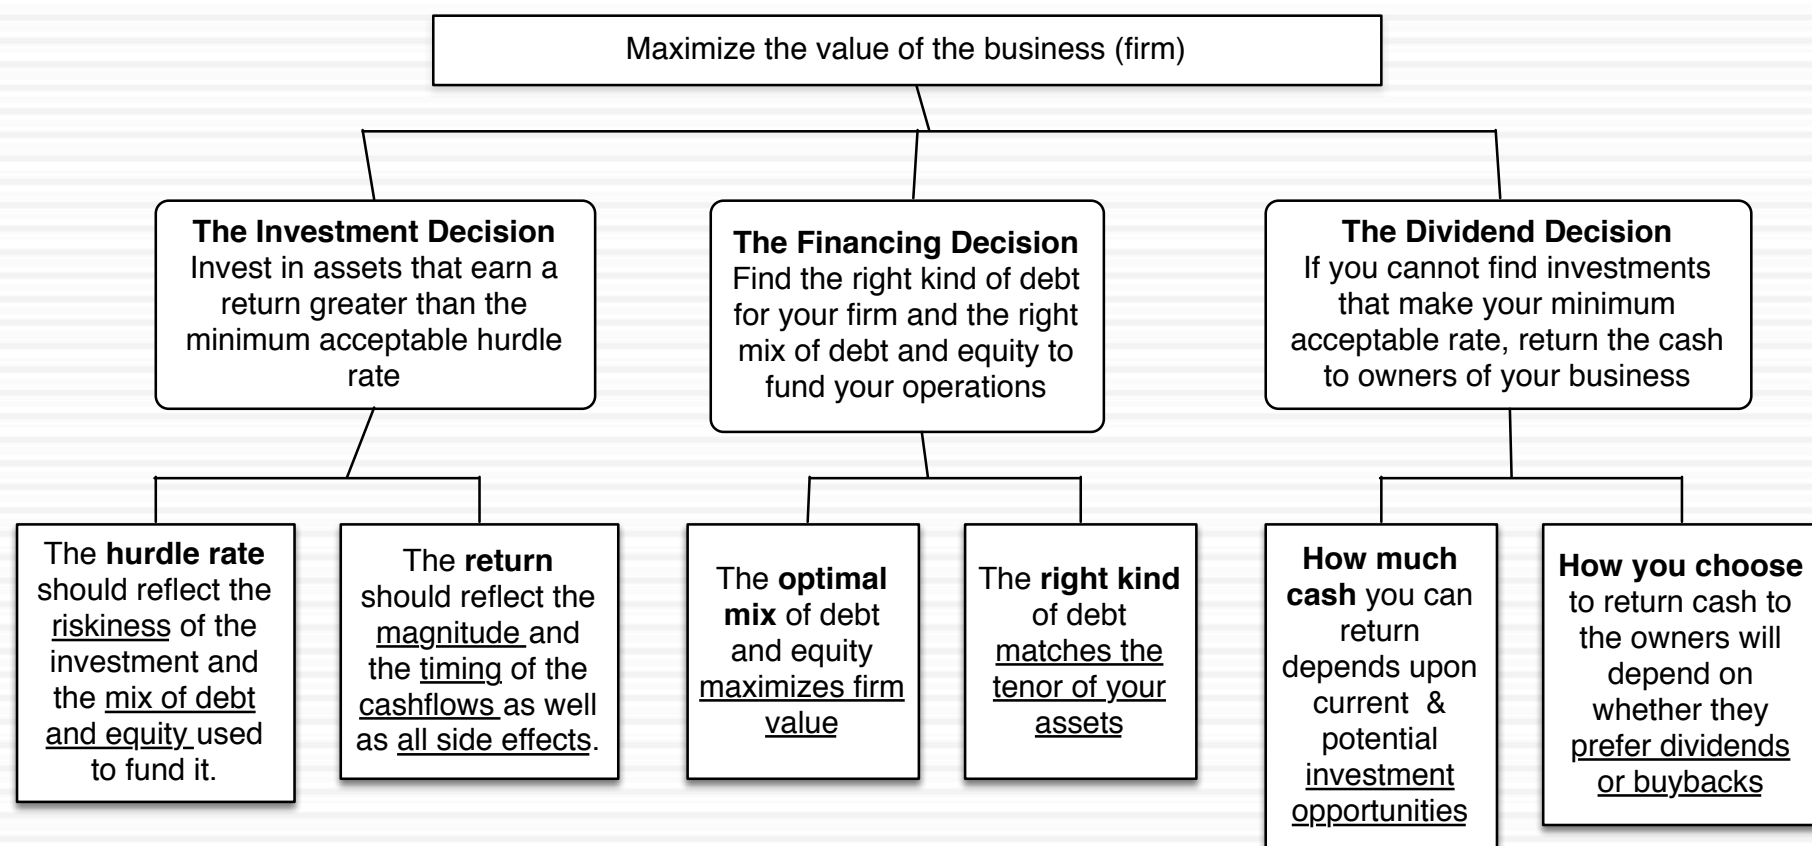 Maximize the value of the business (firm)
The Investment Decision
Invest in assets that earn a
return greater than the
minimum acceptable hurdle
rate
The Financing Decision
Find the right kind of debt
for your firm and the right
mix of debt and equity to
fund your operations
The Dividend Decision
If you cannot find investments
that make your minimum
acceptable rate, return the cash
to owners of your business
The hurdle rate
should reflect the
riskiness of the
investment and
the mix of debt
and equity used
to fund it.
The return
should reflect the
magnitude and
the timing of the
cashflows as well
as all side effects.
The optimal
mix of debt
and equity
maximizes firm
value
The right kind
of debt
matches the
tenor of your
assets
How much
cash you can
return
depends upon
current &
potential
investment
opportunities
How you choose
to return cash to
the owners will
depend on
whether they
prefer dividends
or buybacks